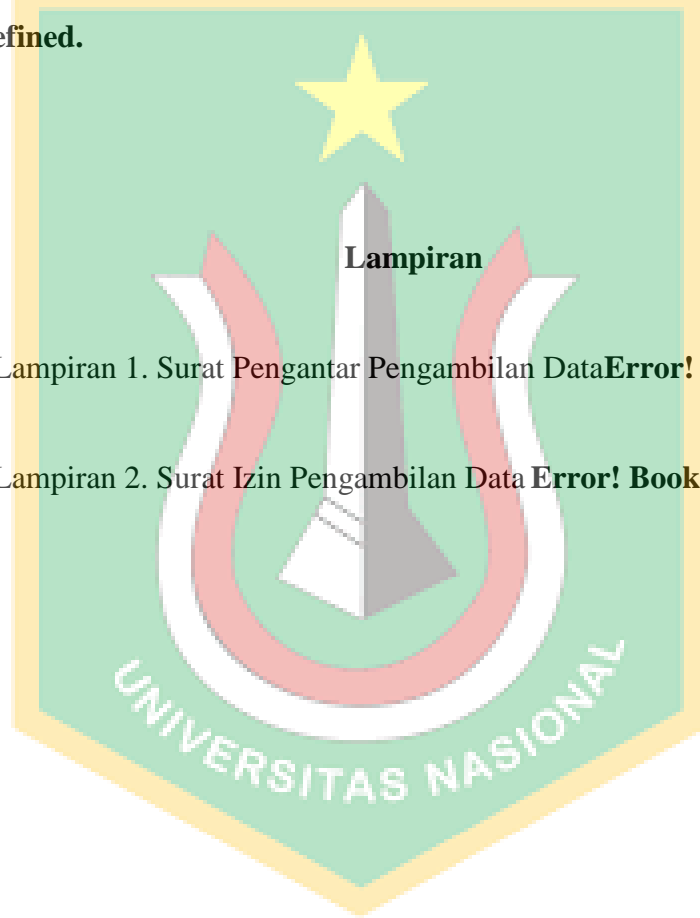 efined.
Lampiran
Lampiran 1. Surat Pengantar Pengambilan DataError!
Lampiran 2. Surat Izin Pengambilan Data Error! Book
UNIVERSITAS NASIONAL